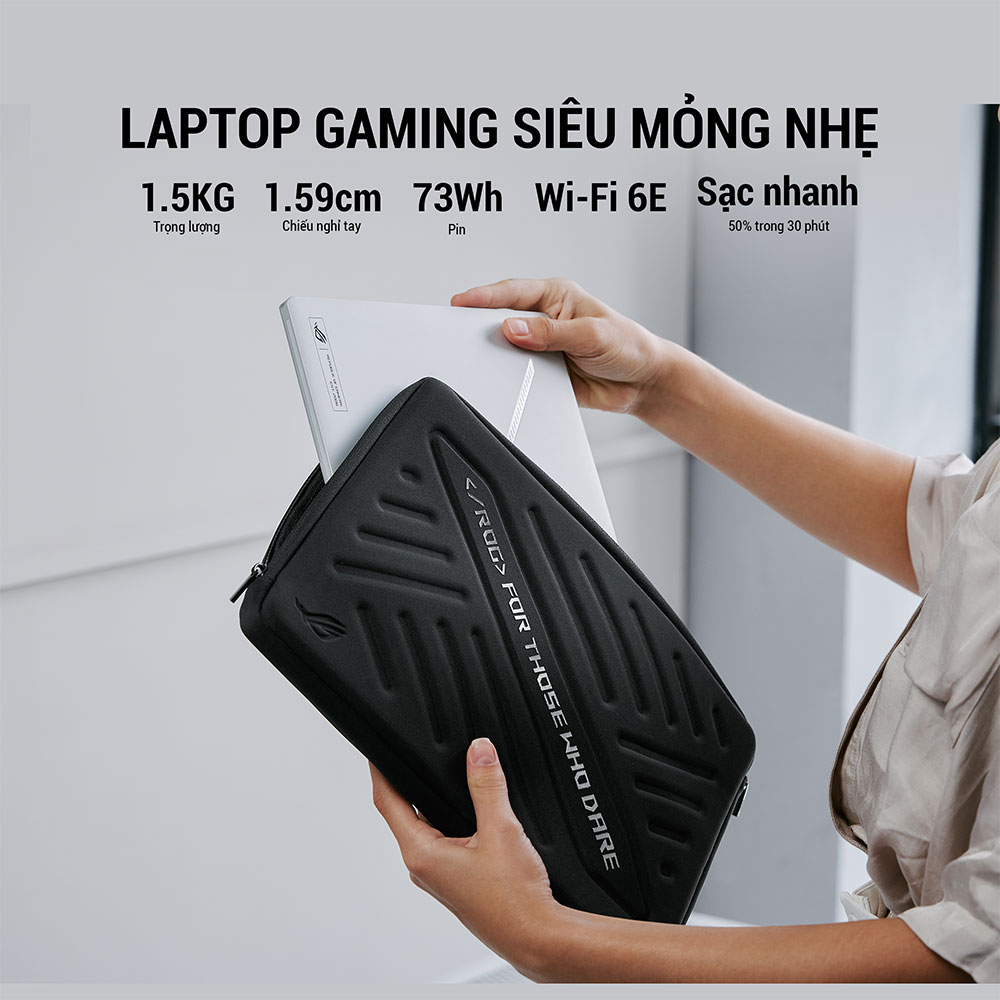 LAPTOP GAMING SIÊU MỎNG NHẸ
1.5KG
Trọng lượng
1.59cm
Chiếu nghỉ tay
73Wh
Pin
Wi-Fi 6E
Sạc nhanh
50% trong 30 phút
</ROG> FOR THOSE WHO DARE